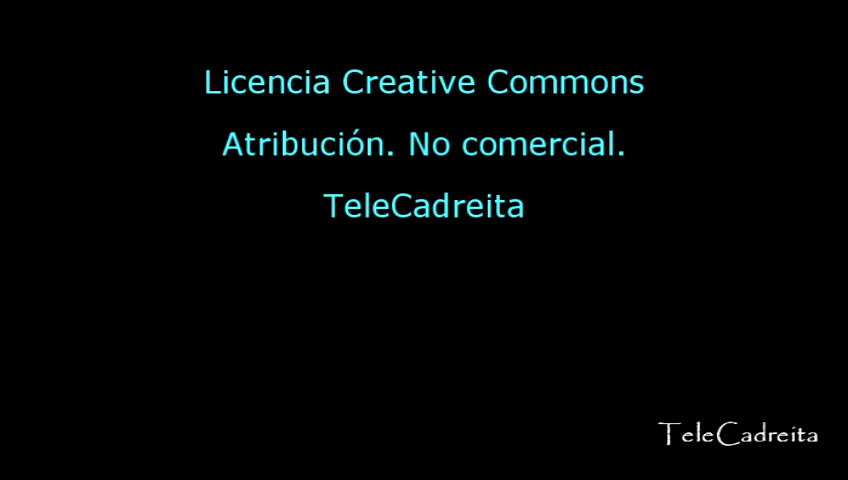 Licencia Creative Commons
Atribución. No comercial.
TeleCadreita
TeleCadreita